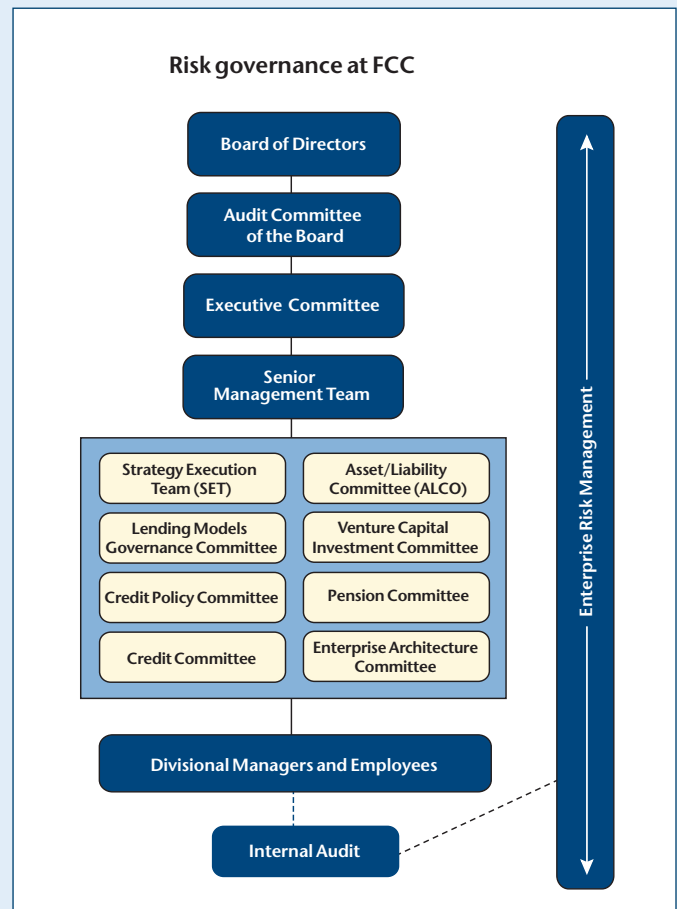 Risk governance at FCC
Board of Directors
Audit Committee
of the Board
Executive Committee
Senior
Management Team
Strategy Execution
Team (SET)
Asset/Liability
Committee (ALCO)
Lending Models
Governance Committee
Venture Capital
Investment Committee
Credit Policy Committee
Pension Committee
Credit Committee
Enterprise Architecture
Committee
Divisional Managers and Employees
Internal Audit
Enterprise Risk Management